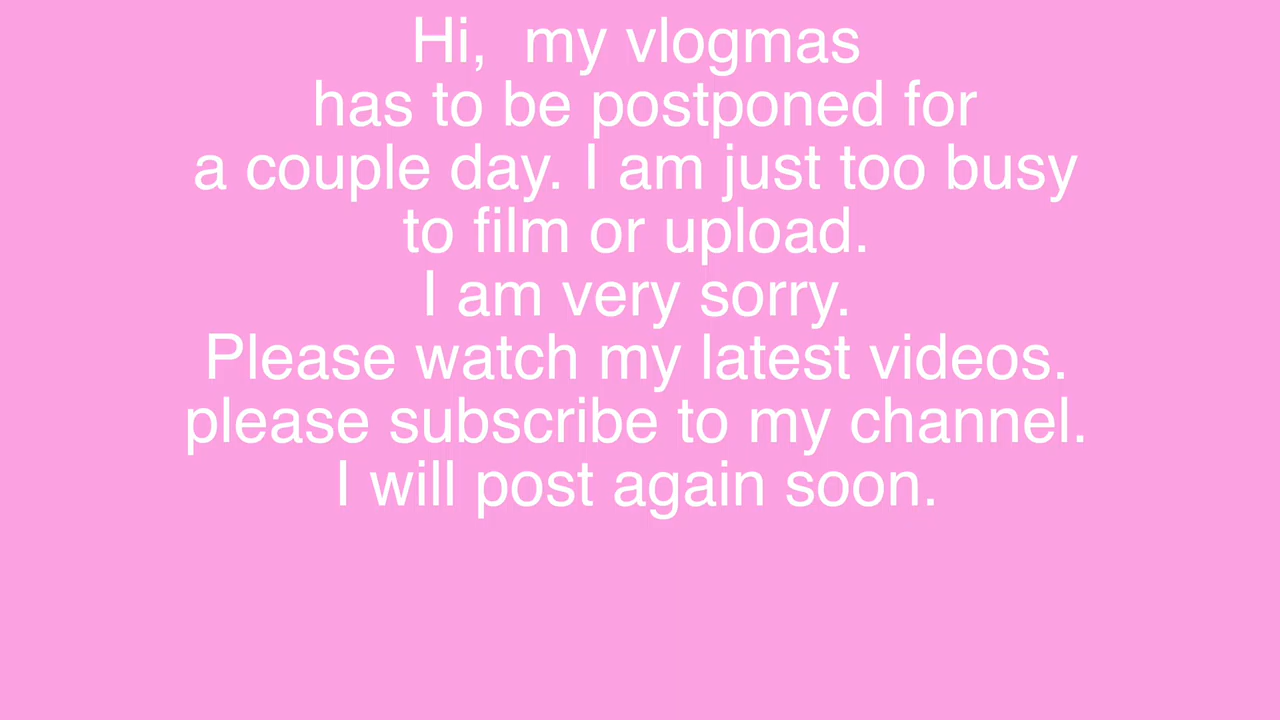 Hi,  my vlogmas
has to be postponed for
a couple day. I am just too busy
to film or upload.
I am very sorry.
Please watch my latest videos.
please subscribe to my channel.
I will post again soon.